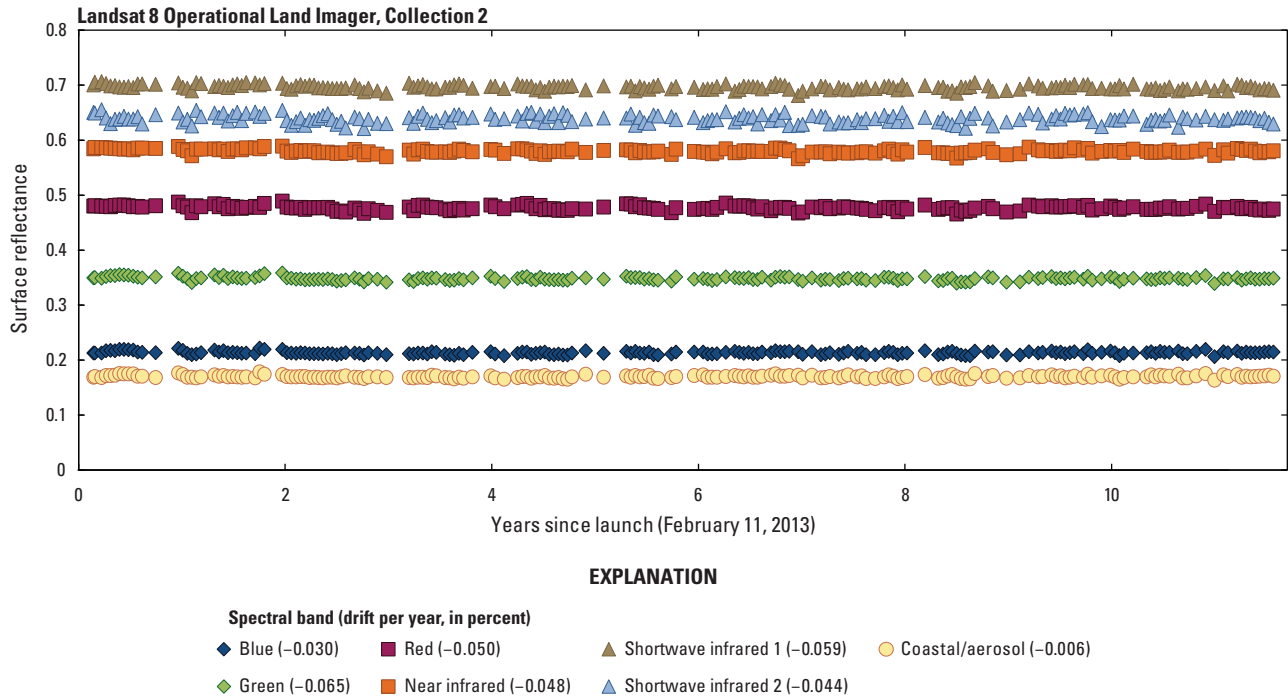 Landsat 8 Operational Land Imager, Collection 2
0.8
0.7
0.6
0.5
0.4
0.3
0.2
0.1
0
Surface reflectance
0 2 4 6 8 10
Years since launch (February 11, 2013)
EXPLANATION
Spectral band (drift per year, in percent)
Blue (−0.030) Red (−0.050) Shortwave infrared 1 (−0.059) Coastal/aerosol (−0.006)
Green (−0.065) Near infrared (−0.048) Shortwave infrared 2 (−0.044)